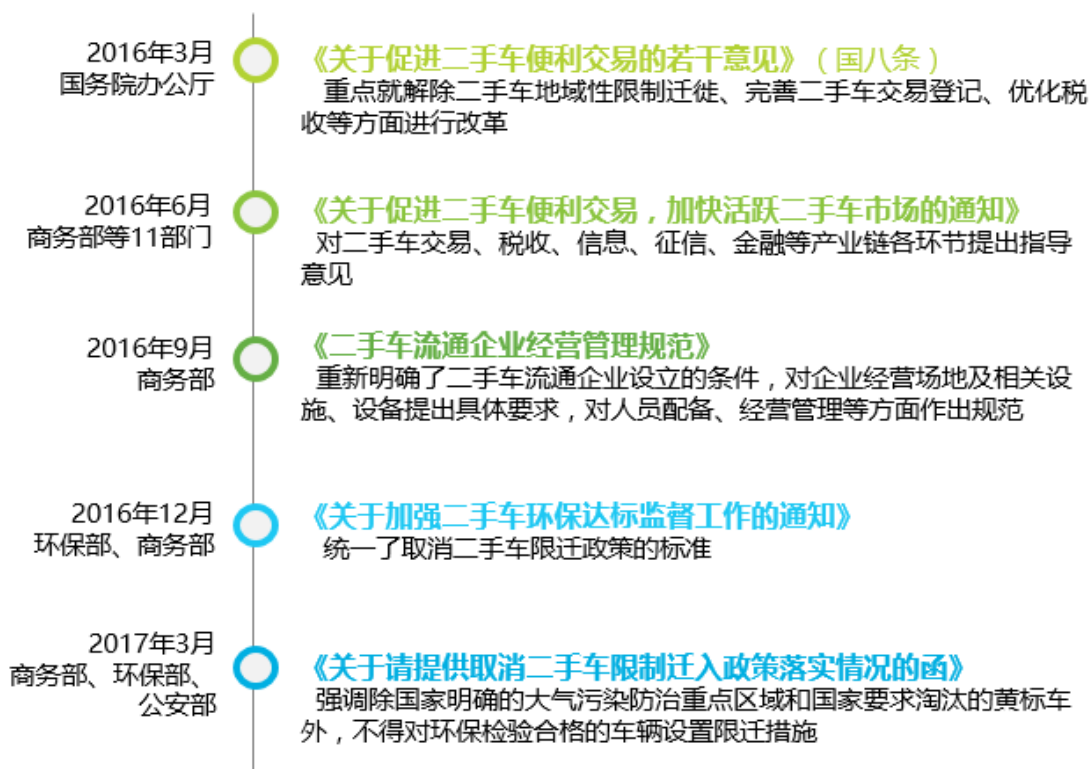 2016年3月
国务院办公厅
《关于促进二手车便利交易的若干意见》（国八条）
重点就解除二手车地域性限制迁徙、完善二手车交易登记、优化税
收等方面进行改革
2016年6月
商务部等11部门
《关于促进二手车便利交易，加快活跃二手车市场的通知》
对二手车交易、税收、信息、征信、金融等产业链各环节提出指导
意见
2016年9月
商务部
《二手车流通企业经营管理规范》
重新明确了二手车流通企业设立的条件，对企业经营场地及相关设
施、设备提出具体要求，对人员配备、经营管理等方面作出规范
2016年12月
环保部、商务部
《关于加强二手车环保达标监督工作的通知》
统一了取消二手车限迁政策的标准
2017年3月
商务部、环保部、
公安部
《关于请提供取消二手车限制迁入政策落实情况的函》
强调除国家明确的大气污染防治重点区域和国家要求淘汰的黄标车
外，不得对环保检验合格的车辆设置限迁措施